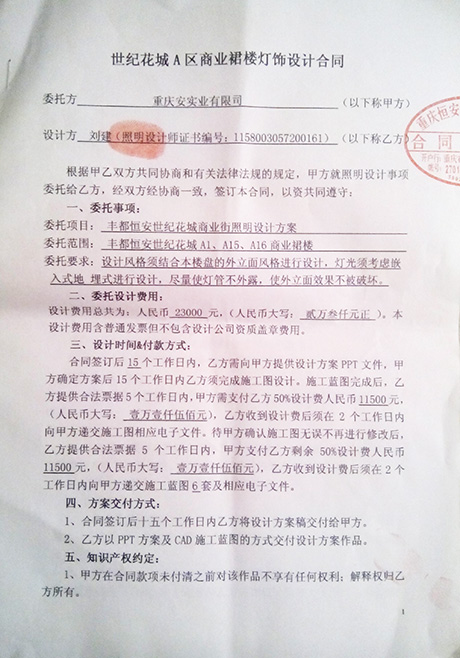 世纪花城A区商业裙楼灯饰设计合同
委托方 重庆安实业有限司 （以下称甲方）
设计方 刘建（照明设计师证书编号：1158003057200161）（以下称乙方）
根据甲乙双方共同协商和有关法律法规的规定，甲方就照明设计事项
委托给乙方，经双方经协商一致，签订本合同，以资共同遵守：
一、委托事项：
委托项目： 丰都恒安世纪花城商业街照明设计方案
委托范围： 丰都恒安世纪花城A1、A15、A16商业裙楼
委托要求：设计风格须结合本楼盘的外立面风格进行设计，灯光须考虑嵌
入式地 埋式进行设计，尽量使灯管不外露，使外立面效果不被破坏。
二、委托设计费用：
设计费用总共为：人民币 23000 元，（人民币大写： 贰万叁仟元正 ）。本
设计费用含普通发票但不包含设计公司资质盖章费用。
三、设计时间&付款方式：
合同签订后15个工作日内，乙方需向甲方提供设计方案PPT文件，甲
方确定方案后15个工作日内乙方须完成施工图设计。施工蓝图完成后，乙
方提供合法票据5个工作日内，甲方需支付乙方50%设计费人民币11500元，
（人民币大写： 壹万壹仟伍佰元），乙方收到设计费后须在 2 个工作日内
向甲方递交施工图相应电子文件。待甲方确认施工图无误不再进行修改后，
乙方提供合法票据 5 个工作日内，甲方支付乙方剩余 50%设计费人民币
11500元，（人民币大写： 壹万壹仟伍佰元），乙方收到设计费后须在2个
工作日内向甲方递交施工蓝图6套及相应电子文件。
四、方案交付方式：
1、合同签订后十五个工作日内乙方将设计方案稿交付给甲方。
2、乙方以PPT方案及CAD施工蓝图的方式交付设计方案作品。
五、知识产权约定：
1、甲方在合同款项未付清之前对该作品不享有任何权利；解释权归乙
方所有。
1
重庆恒安
合同